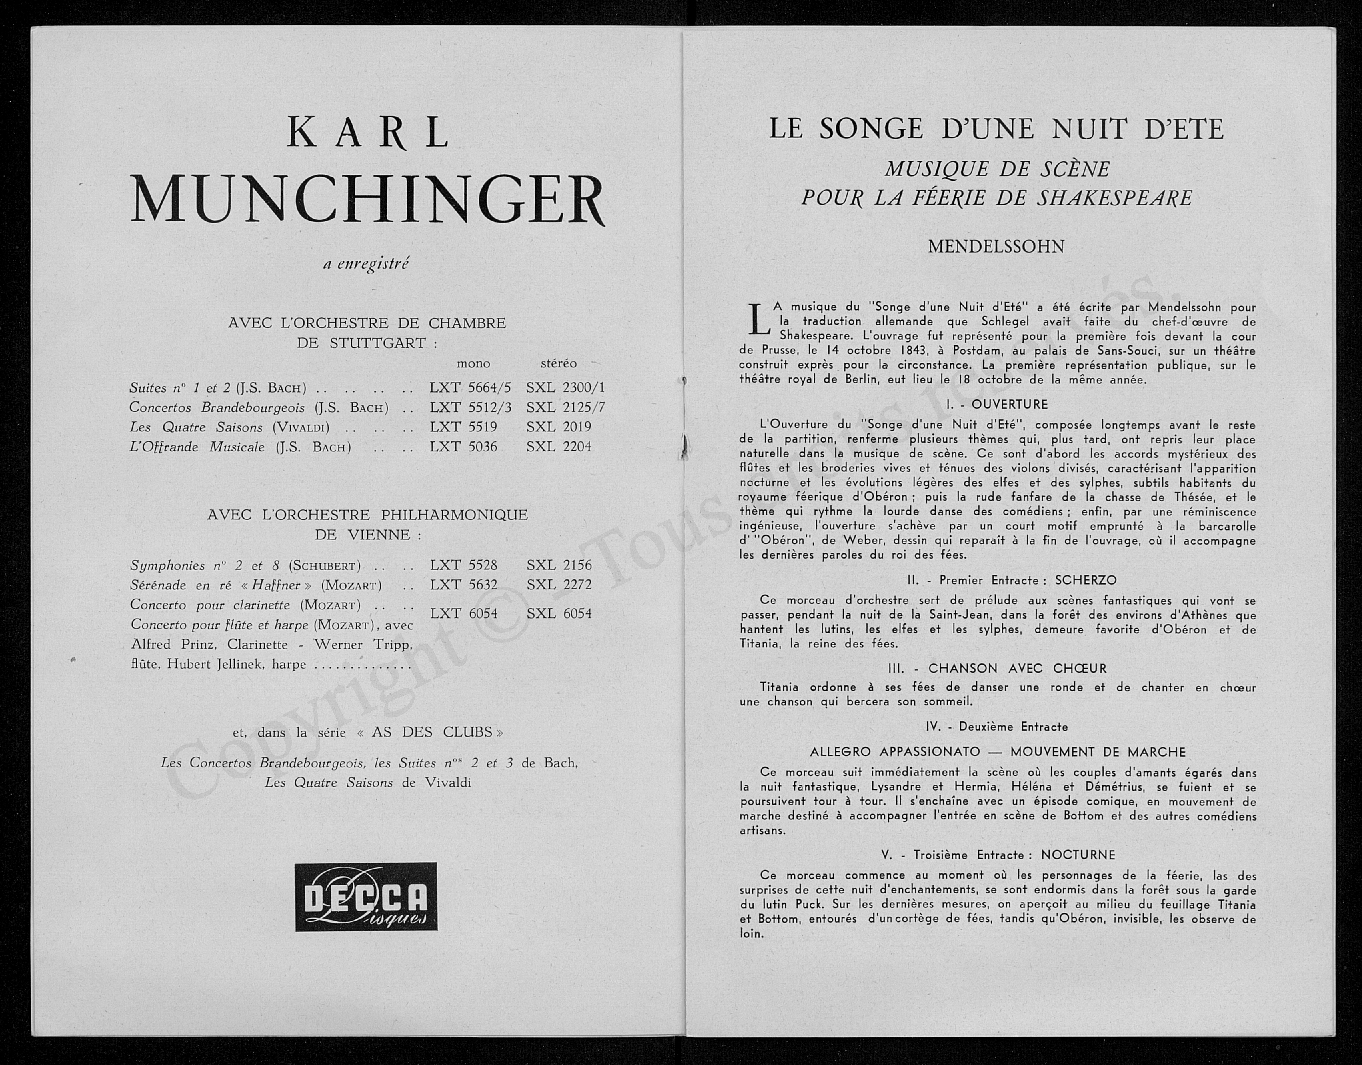 KARL
MUNCHINGER
a enregistré
AVEC L'ORCHESTRE DE CHAMBRE
DE STUTTGART :
mono stéréo
Suites n° 1 et 2 (J.S. BACH) .. .. .. .. .. LXT 5664/5 SXL 2300/1
Concertos Brandebourgeois (J.S. BACH) .. LXT 5512/3 SXL 2125/7
Les Quatre Saisons (VIVALDI) .. .. .. .. LXT 5519 SXL 2019
L'Offrande Musicale (J.S. BACH) .. .. LXT 5036 SXL 2204
AVEC L'ORCHESTRE PHILHARMONIQUE
DE VIENNE :
Symphonies n° 2 et 8 (SCHUBERT) .. .. LXT 5528 SXL 2156
Sérénade en ré « Haffner » (MOZART) .. LXT 5632 SXL 2272
Concerto pour clarinette (MOZART) .. ..
Concerto pour flûte et harpe (MOZART), avec LXT 6054 SXL 6054
Alfred Prinz, Clarinette - Werner Tripp,
flûte, Hubert Jellinek, harpe ..............
et, dans la série « AS DES CLUBS »
Les Concertos Brandebourgeois, les Suites nos 2 et 3 de Bach,
Les Quatre Saisons de Vivaldi
DECCA
Disques
LE SONGE D'UNE NUIT D'ETE
MUSIQUE DE SCÈNE
POUR LA FÉERIE DE SHAKESPEARE
MENDELSSOHN
LA musique du "Songe d'une Nuit d'Eté" a été écrite par Mendelssohn pour
la traduction allemande que Schlegel avait faite du chef-d'œuvre de
Shakespeare. L'ouvrage fut représenté pour la première fois devant la cour
de Prusse, le 14 octobre 1843, à Postdam, au palais de Sans-Souci, sur un théâtre
construit exprès pour la circonstance. La première représentation publique, sur le
théâtre royal de Berlin, eut lieu le 18 octobre de la même année.
I. - OUVERTURE
L'Ouverture du "Songe d'une Nuit d'Eté", composée longtemps avant le reste
de la partition, renferme plusieurs thèmes qui, plus tard, ont repris leur place
naturelle dans la musique de scène. Ce sont d'abord les accords mystérieux des
flûtes et les broderies vives et ténues des violons divisés, caractérisant l'apparition
nocturne et les évolutions légères des elfes et des sylphes, subtils habitants du
royaume féerique d'Obéron ; puis la rude fanfare de la chasse de Thésée, et le
thème qui rythme la lourde danse des comédiens ; enfin, par une réminiscence
ingénieuse, l'ouverture s'achève par un court motif emprunté à la barcarolle
d' "Obéron", de Weber, dessin qui reparaît à la fin de l'ouvrage, où il accompagne
les dernières paroles du roi des fées.
II. - Premier Entracte : SCHERZO
Ce morceau d'orchestre sert de prélude aux scènes fantastiques qui vont se
passer, pendant la nuit de la Saint-Jean, dans la forêt des environs d'Athènes que
hantent les lutins, les elfes et les sylphes, demeure favorite d'Obéron et de
Titania, la reine des fées.
III. - CHANSON AVEC CHŒUR
Titania ordonne à ses fées de danser une ronde et de chanter en chœur
une chanson qui bercera son sommeil.
IV. - Deuxième Entracte
ALLEGRO APPASSIONATO — MOUVEMENT DE MARCHE
Ce morceau suit immédiatement la scène où les couples d'amants égarés dans
la nuit fantastique, Lysandre et Hermia, Héléna et Démétrius, se fuient et se
poursuivent tour à tour. Il s'enchaîne avec un épisode comique, en mouvement de
marche destiné à accompagner l'entrée en scène de Bottom et des autres comédiens
artisans.
V. - Troisième Entracte : NOCTURNE
Ce morceau commence au moment où les personnages de la féerie, las des
surprises de cette nuit d'enchantements, se sont endormis dans la forêt sous la garde
du lutin Puck. Sur les dernières mesures, on aperçoit au milieu du feuillage Titania
et Bottom, entourés d'un cortège de fées, tandis qu'Obéron, invisible, les observe de
loin.
Copyright © - Tous droits réservés.